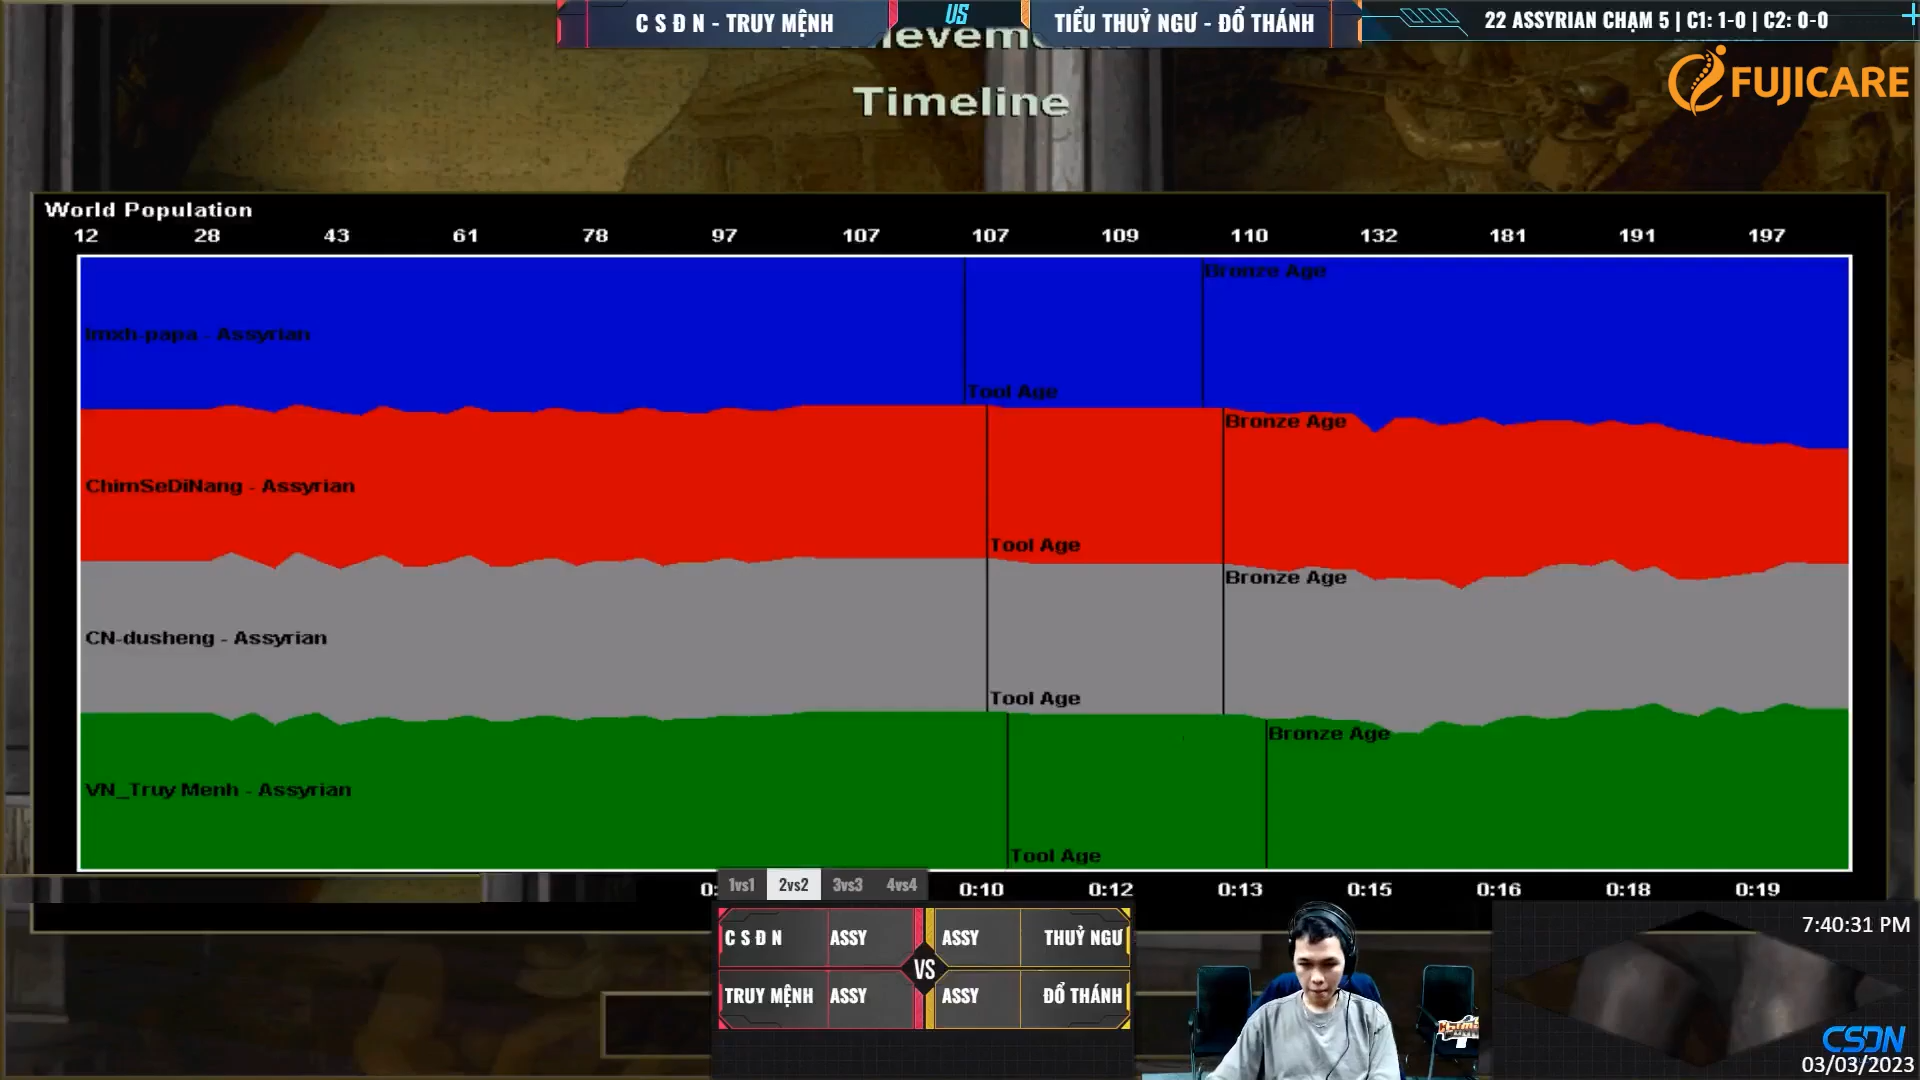 C S Đ N - TRUY MỆNH
VS
TIỂU THUỶ NGƯ - ĐỔ THÁNH
22 ASSYRIAN CHẠM 5 | C1: 1-0 | C2: 0-0
FUJICARE
Timeline
World Population
12 28 43 61 78 97 107 107 109 110 132 181 191 197
Bronze Age
lmxh-papa - Assyrian
Tool Age
Bronze Age
ChimSeDiNang - Assyrian
Tool Age
Bronze Age
CN-dusheng - Assyrian
Tool Age
Bronze Age
VN_Truy Menh - Assyrian
Tool Age
1vs1 2vs2 3vs3 4vs4
0:10 0:12 0:13 0:15 0:16 0:18 0:19
C S Đ N ASSY ASSY THUỶ NGƯ
VS
TRUY MỆNH ASSY ASSY ĐỔ THÁNH
7:40:31 PM
CSDN
03/03/2023